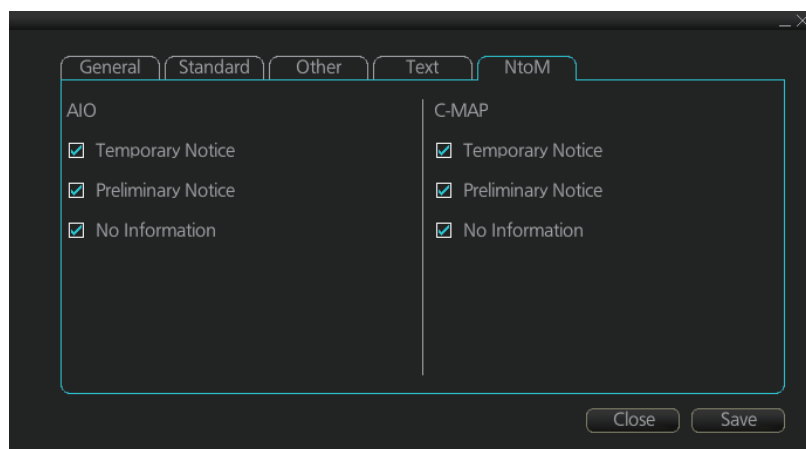 General Standard Other Text NtoM
AIO
Temporary Notice
Preliminary Notice
No Information
C-MAP
Temporary Notice
Preliminary Notice
No Information
Close Save